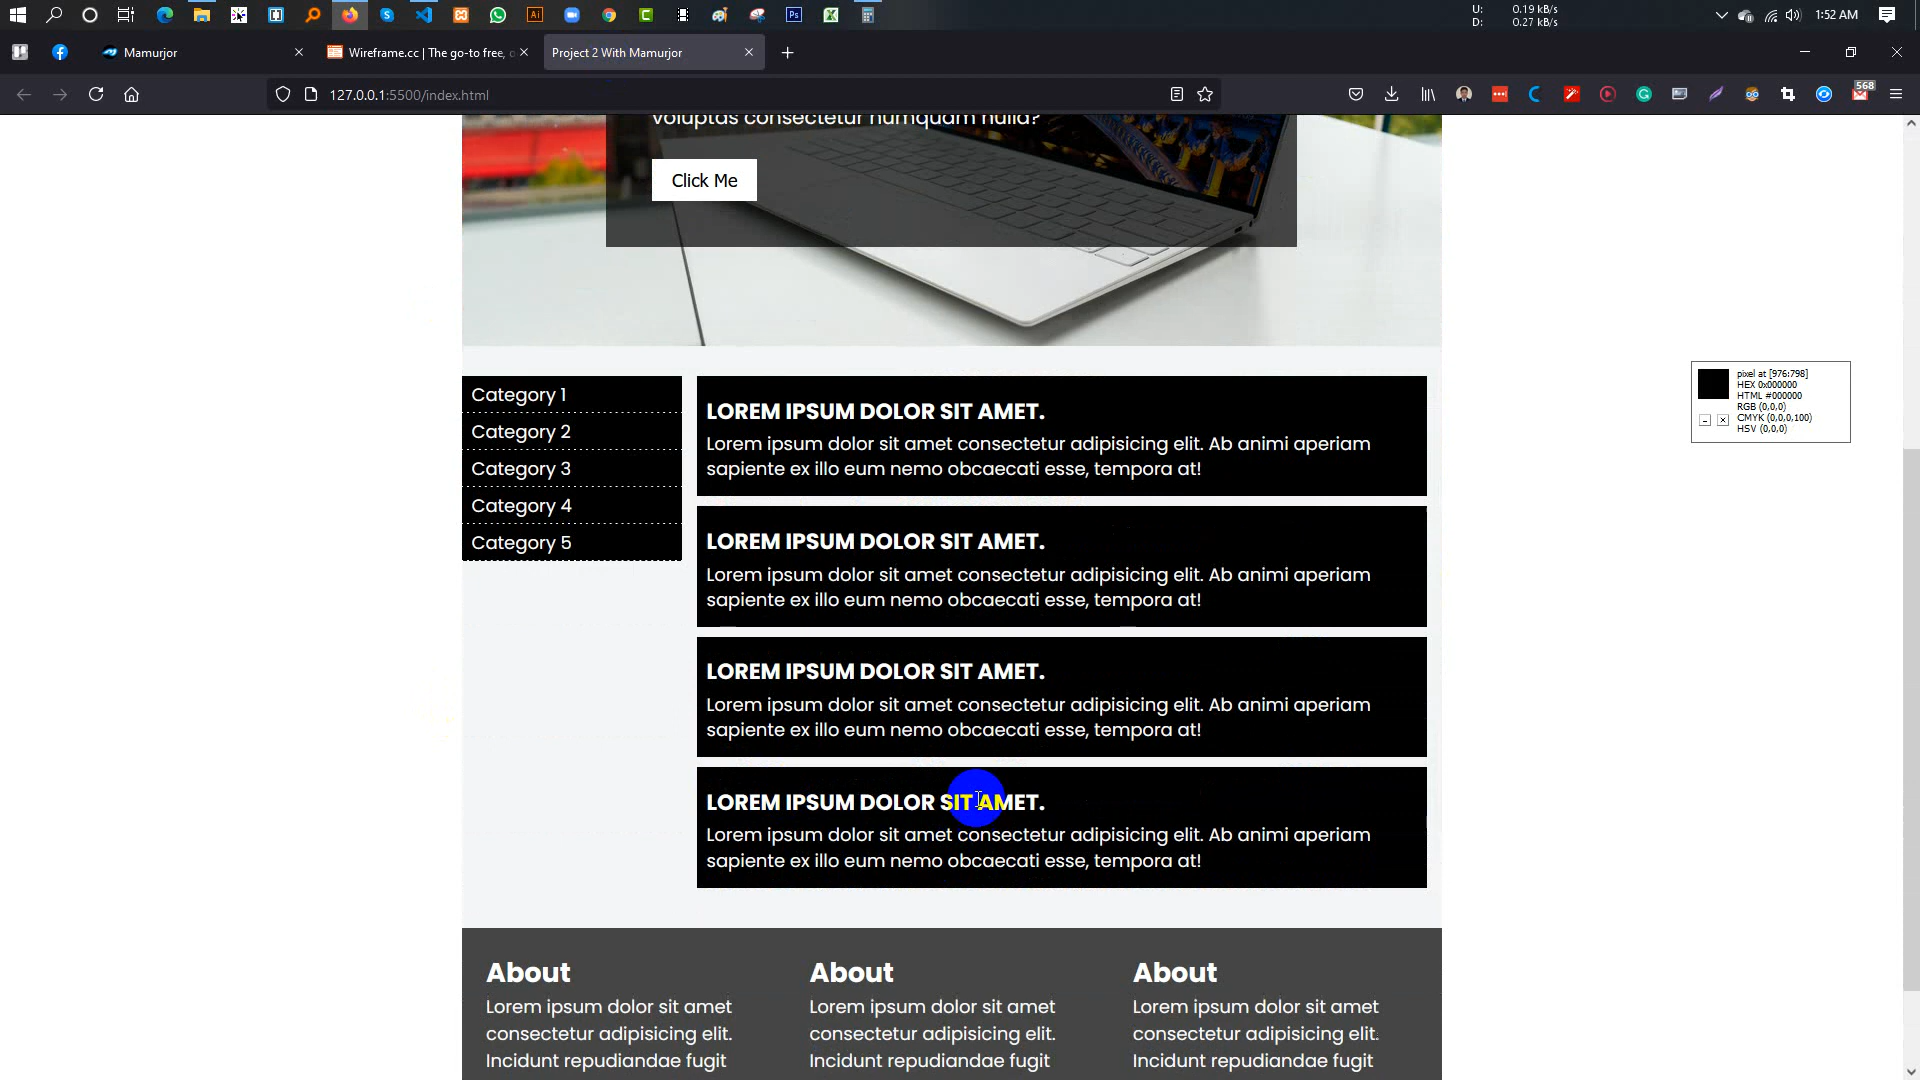 U: 0.19 kB/s
D: 0.27 kB/s
1:52 AM
Mamurjor
Wireframe.cc | The go-to free,
Project 2 With Mamurjor
127.0.0.1:5500/index.html
568
voluptas consectetur numquam nulla?
Click Me
pixel at [976:798]
HEX 0x000000
HTML #000000
RGB (0,0,0)
CMYK (0,0,0,100)
HSV (0,0,0)
Category 1
Category 2
Category 3
Category 4
Category 5
LOREM IPSUM DOLOR SIT AMET.
Lorem ipsum dolor sit amet consectetur adipisicing elit. Ab animi aperiam
sapiente ex illo eum nemo obcaecati esse, tempora at!
LOREM IPSUM DOLOR SIT AMET.
Lorem ipsum dolor sit amet consectetur adipisicing elit. Ab animi aperiam
sapiente ex illo eum nemo obcaecati esse, tempora at!
LOREM IPSUM DOLOR SIT AMET.
Lorem ipsum dolor sit amet consectetur adipisicing elit. Ab animi aperiam
sapiente ex illo eum nemo obcaecati esse, tempora at!
LOREM IPSUM DOLOR SIT AMET.
Lorem ipsum dolor sit amet consectetur adipisicing elit. Ab animi aperiam
sapiente ex illo eum nemo obcaecati esse, tempora at!
About
Lorem ipsum dolor sit amet
consectetur adipisicing elit.
Incidunt repudiandae fugit
About
Lorem ipsum dolor sit amet
consectetur adipisicing elit.
Incidunt repudiandae fugit
About
Lorem ipsum dolor sit amet
consectetur adipisicing elit.
Incidunt repudiandae fugit